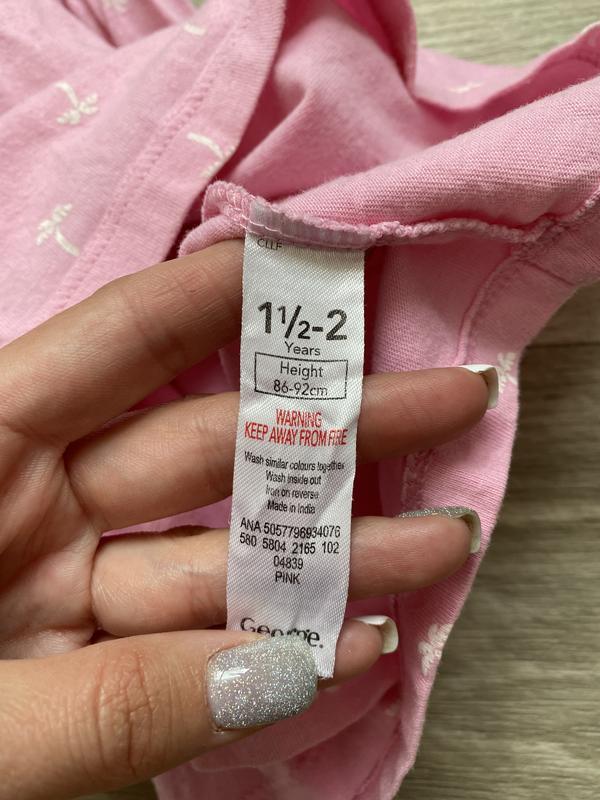 CLLF
1½-2
Years
Height
86-92cm
WARNING
KEEP AWAY FROM FIRE
Wash similar colours together
Wash inside out
Iron on reverse
Made in India
ANA 5057796934076
580 5804 2165 102
04839
PINK
George.